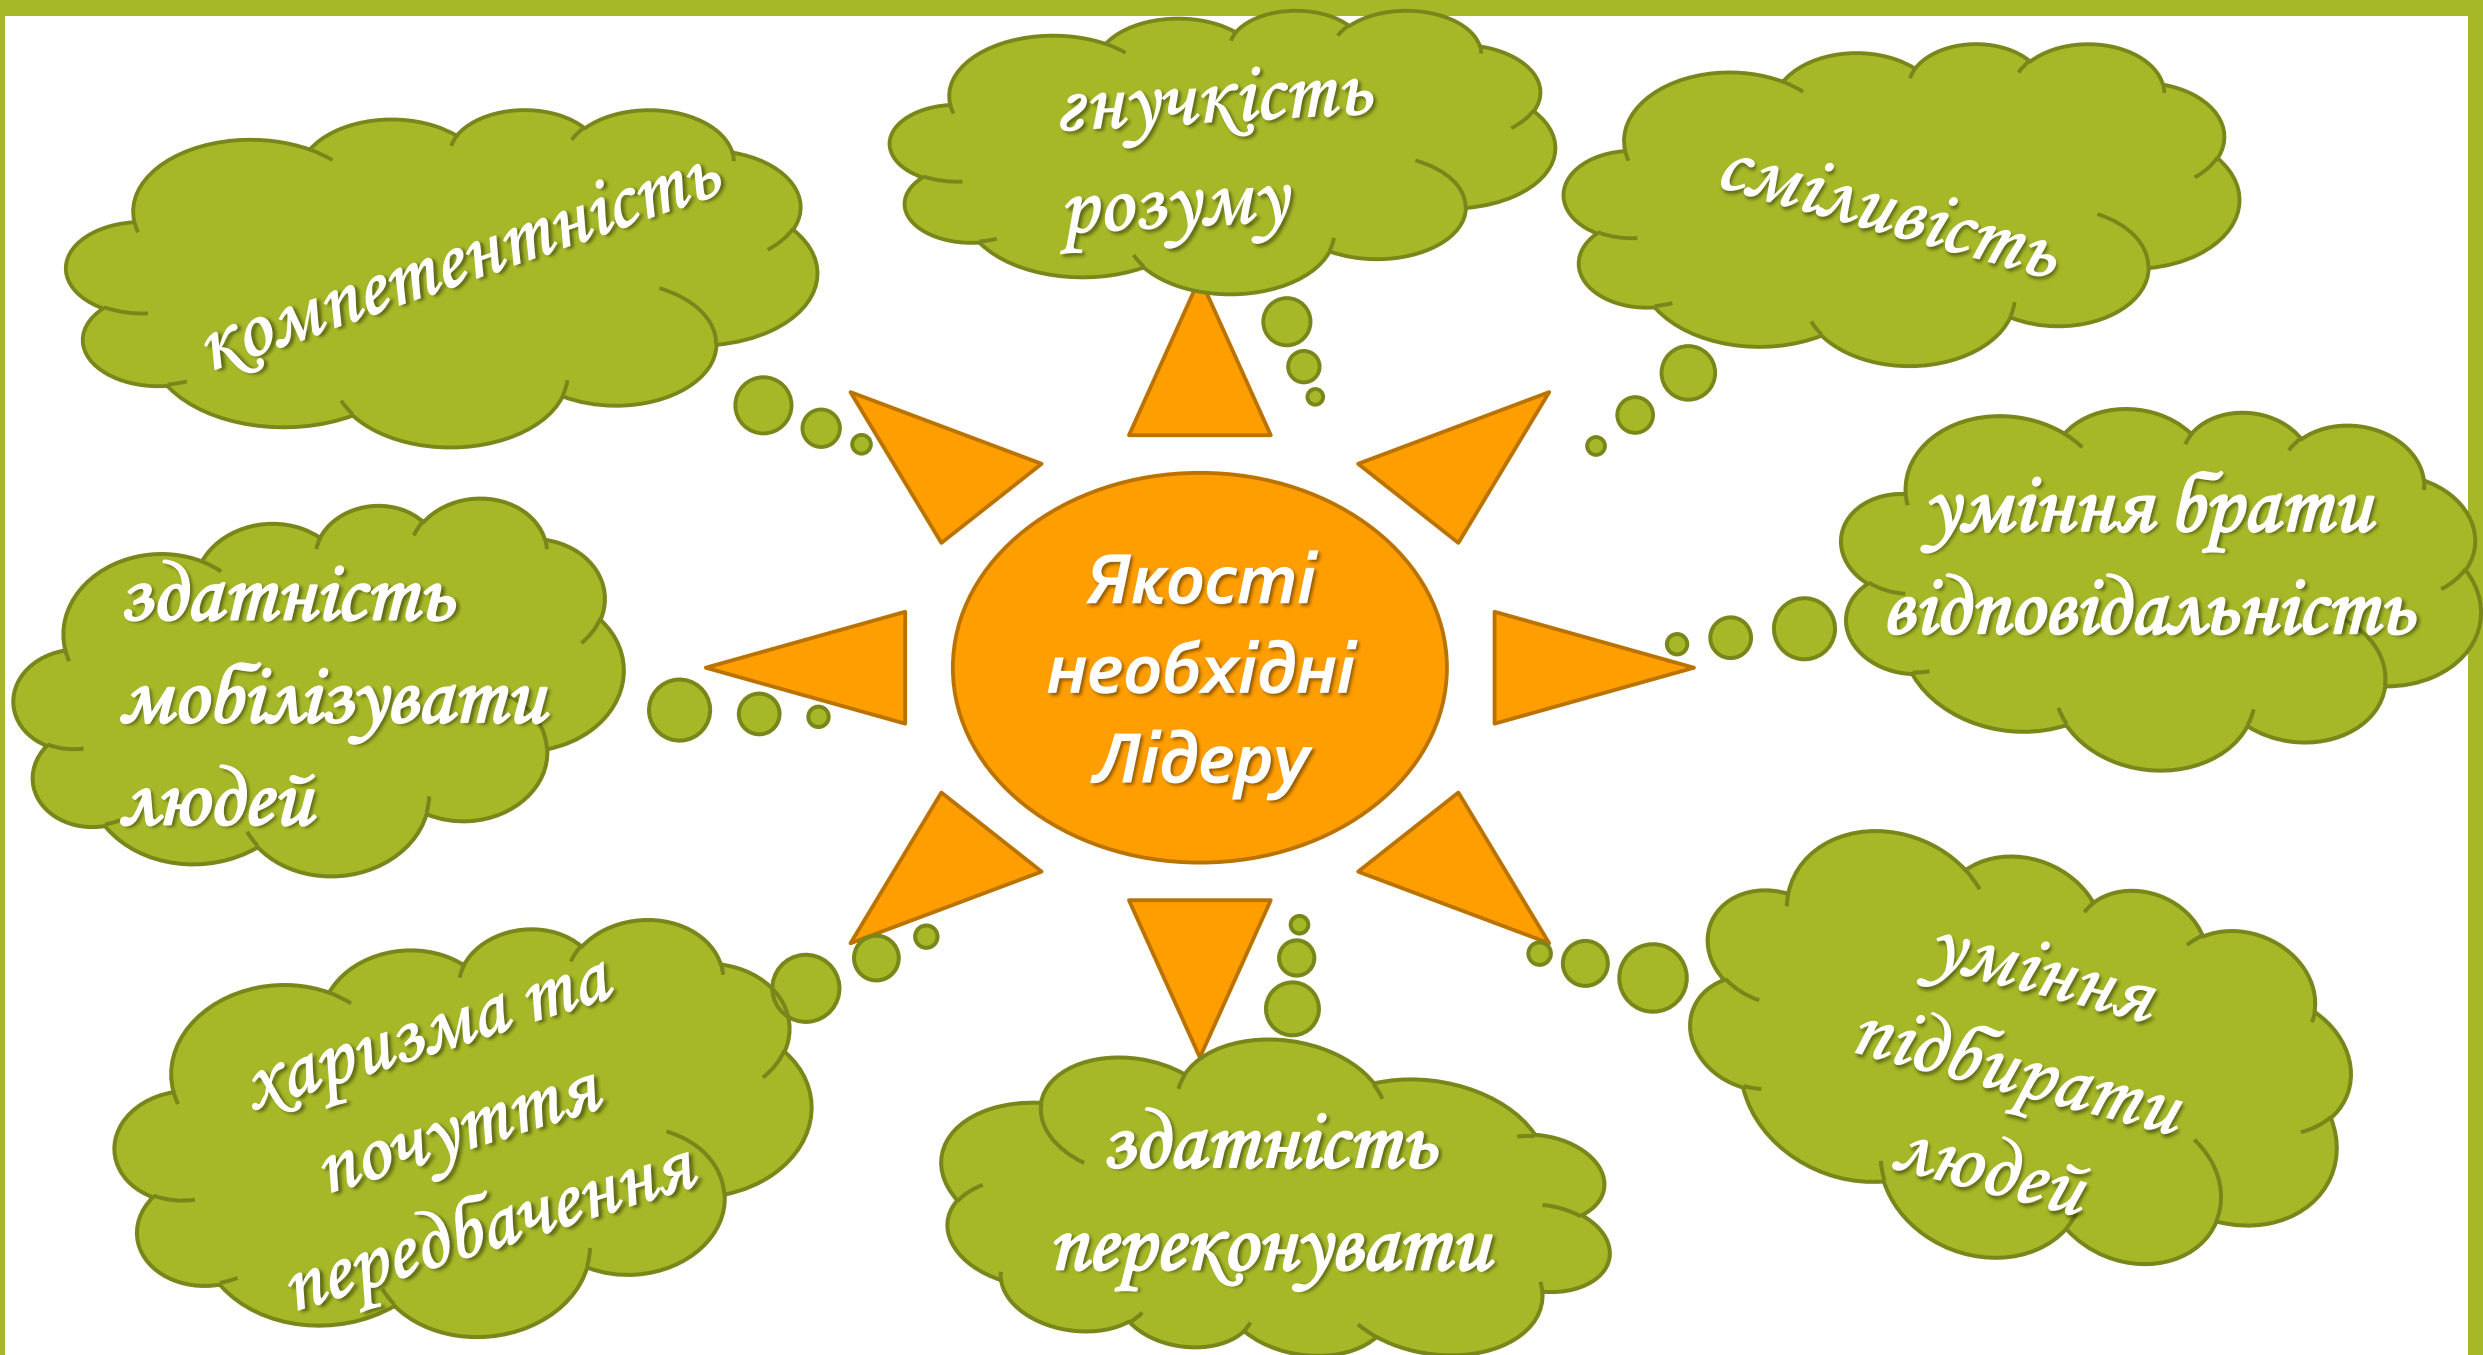 гнучкість
розуму
компетентність
сміливість
уміння брати
відповідальність
здатність
мобілізувати
людей
Якості
необхідні
Лідеру
харизма та
почуття
передбачення
здатність
переконувати
Уміння
підбирати
людей